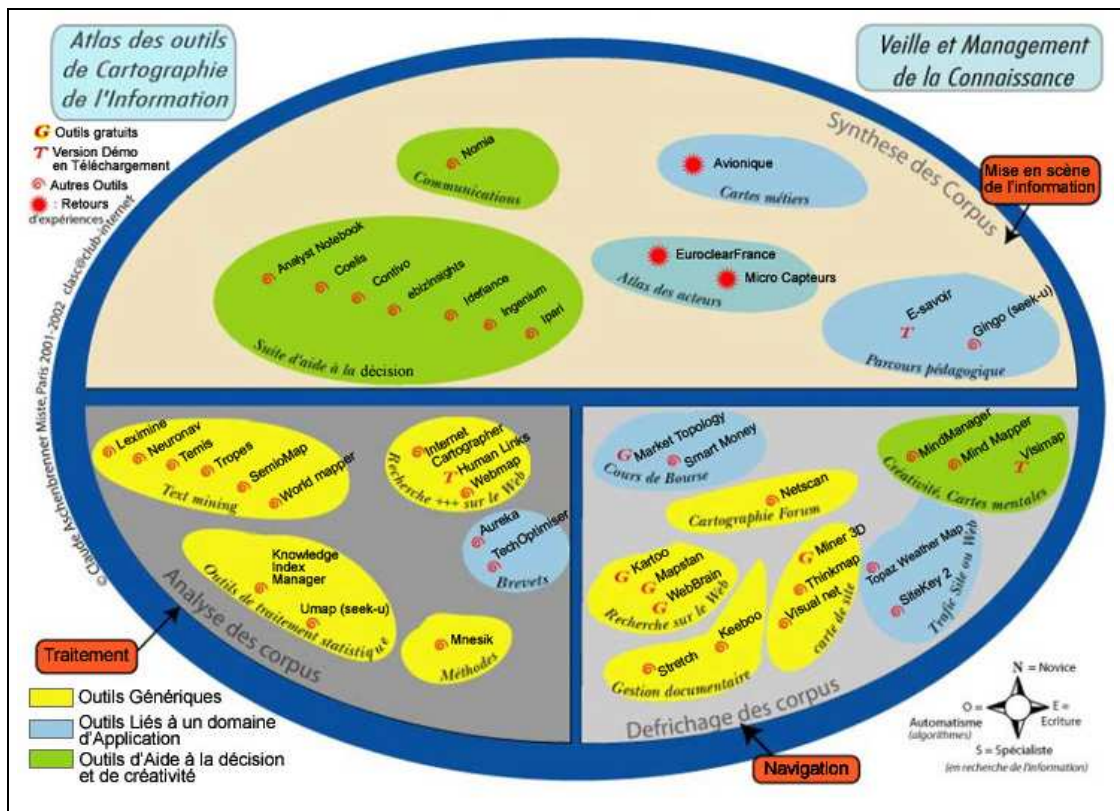 Atlas des outils
de Cartographie
de l'Information
Veille et Management
de la Connaissance
G Outils gratuits
T Version Démo
en Téléchargement
Autres Outils
: Retours
d'expériences
© Claude Aschenbrenner Miste, Paris 2001-2002 clasc@club-internet
Synthese des Corpus
Mise en scène
de l'information
Nomia
Communications
Avionique
Cartes métiers
Analyst Notebook
Coelis
Contivo
ebizinsights
Idefiance
Ingenium
Ipari
Suite d'aide à la décision
EuroclearFrance
Micro Capteurs
Atlas des acteurs
E-savoir
T
Gingo (seek-u)
Parcours pédagogique
Leximine
Neuronav
Temis
Tropes
SemioMap
World mapper
Text mining
Internet
Cartographer
T Human Links
Webmap
Recherche +++ sur le Web
Aureka
TechOptimiser
Brevets
Knowledge
Index
Manager
Umap (seek-u)
Outils de traitement statistique
Mnesik
Méthodes
Analyse des corpus
Traitement
G Market Topology
Smart Money
Cours de Bourse
Netscan
Cartographie Forum
MindManager
Mind Mapper
Visimap
T
Créativité, Cartes mentales
G Kartoo
G Mapstan
G WebBrain
Recherche sur le Web
G Miner 3D
Thinkmap
Visual net
carte de site
Topaz Weather Map
SiteKey 2
Trafic Site ou Web
Keeboo
Stretch
Gestion documentaire
Defrichage des corpus
Navigation
Outils Génériques
Outils Liés à un domaine
d'Application
Outils d'Aide à la décision
et de créativité
N = Novice
O =
Automatisme
(algorithmes)
E =
Ecriture
S = Spécialiste
(en recherche de l'information)